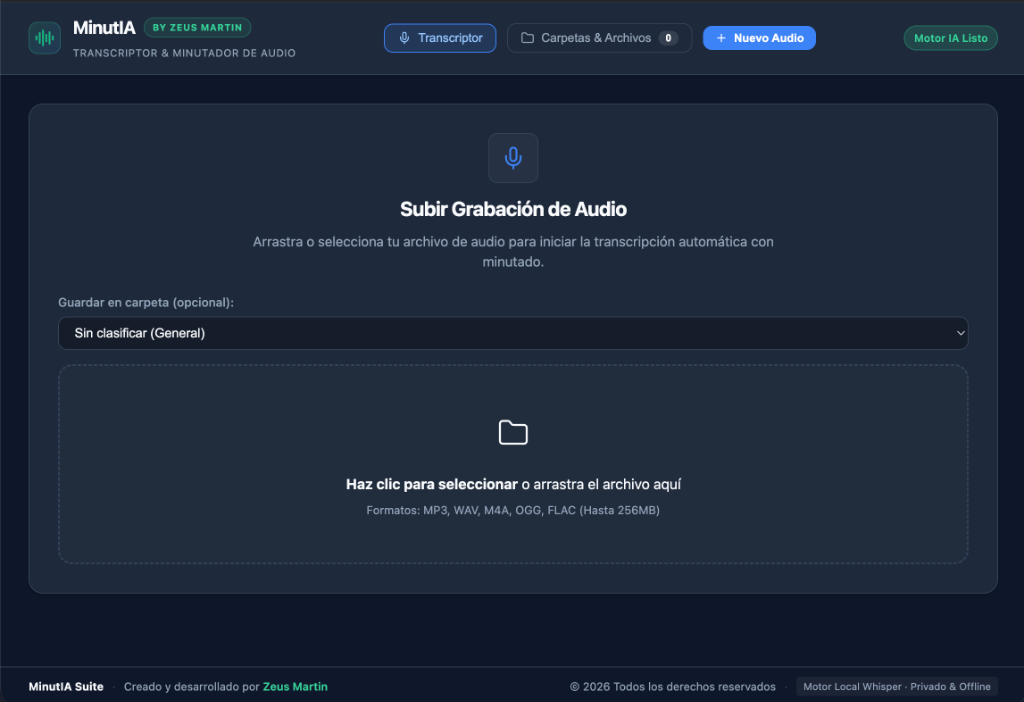 MinutIA BY ZEUS MARTIN
TRANSCRIPTOR & MINUTADOR DE AUDIO
Transcriptor
Carpetas & Archivos 0
+ Nuevo Audio
Motor IA Listo
Subir Grabación de Audio
Arrastra o selecciona tu archivo de audio para iniciar la transcripción automática con
minutado.
Guardar en carpeta (opcional):
Sin clasificar (General)
Haz clic para seleccionar o arrastra el archivo aquí
Formatos: MP3, WAV, M4A, OGG, FLAC (Hasta 256MB)
MinutIA Suite · Creado y desarrollado por Zeus Martin
© 2026 Todos los derechos reservados · Motor Local Whisper · Privado & Offline